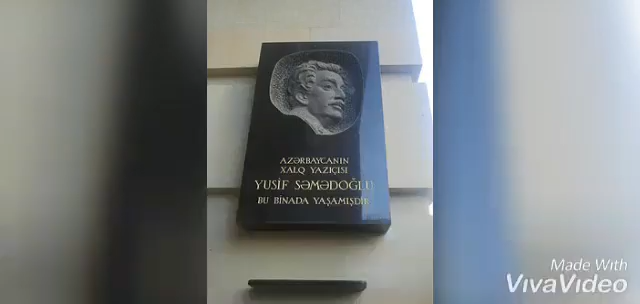 AZƏRBAYCANIN
XALQ YAZIÇISI
YUSİF SƏMƏDOĞLU
BU BİNADA YAŞAMIŞDIR
Made With
VivaVideo